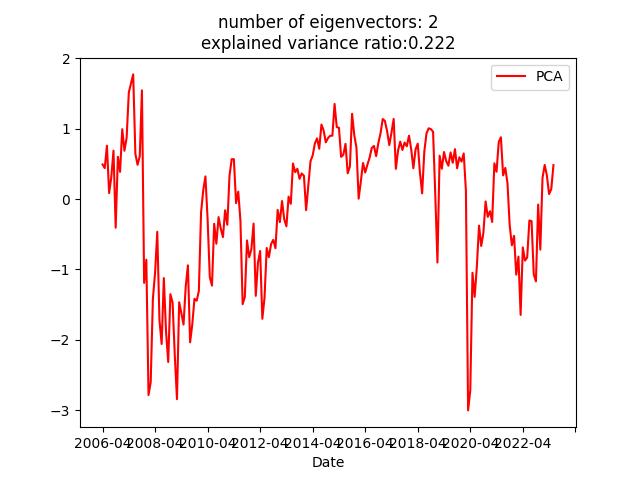 number of eigenvectors: 2
explained variance ratio:0.222
PCA
2
1
0
−1
−2
−3
2006-04 2008-04 2010-04 2012-04 2014-04 2016-04 2018-04 2020-04 2022-04
Date